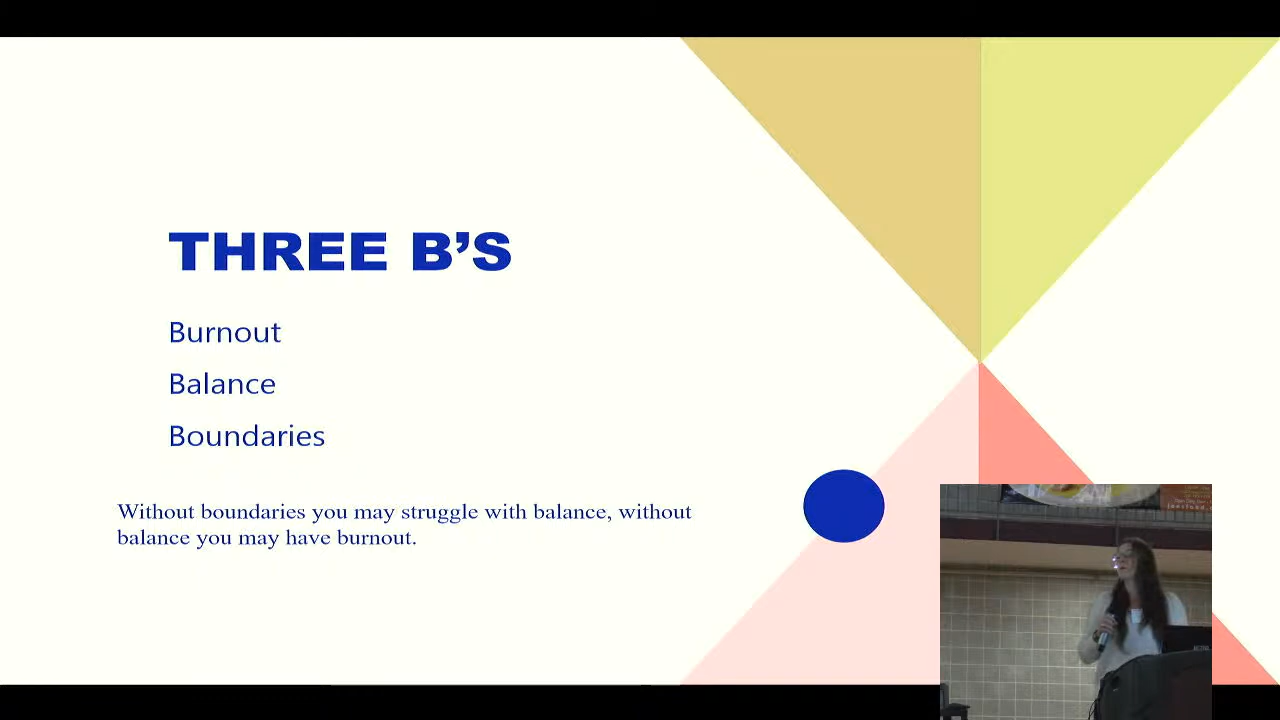 THREE B’S
Burnout
Balance
Boundaries
Without boundaries you may struggle with balance, without
balance you may have burnout.